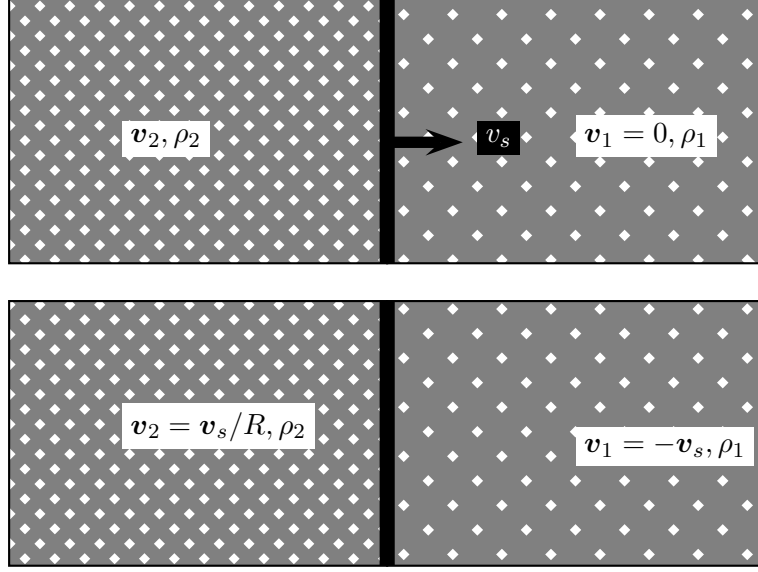 v₂, ρ₂
vₛ
v₁ = 0, ρ₁
v₂ = vₛ/R, ρ₂
v₁ = −vₛ, ρ₁